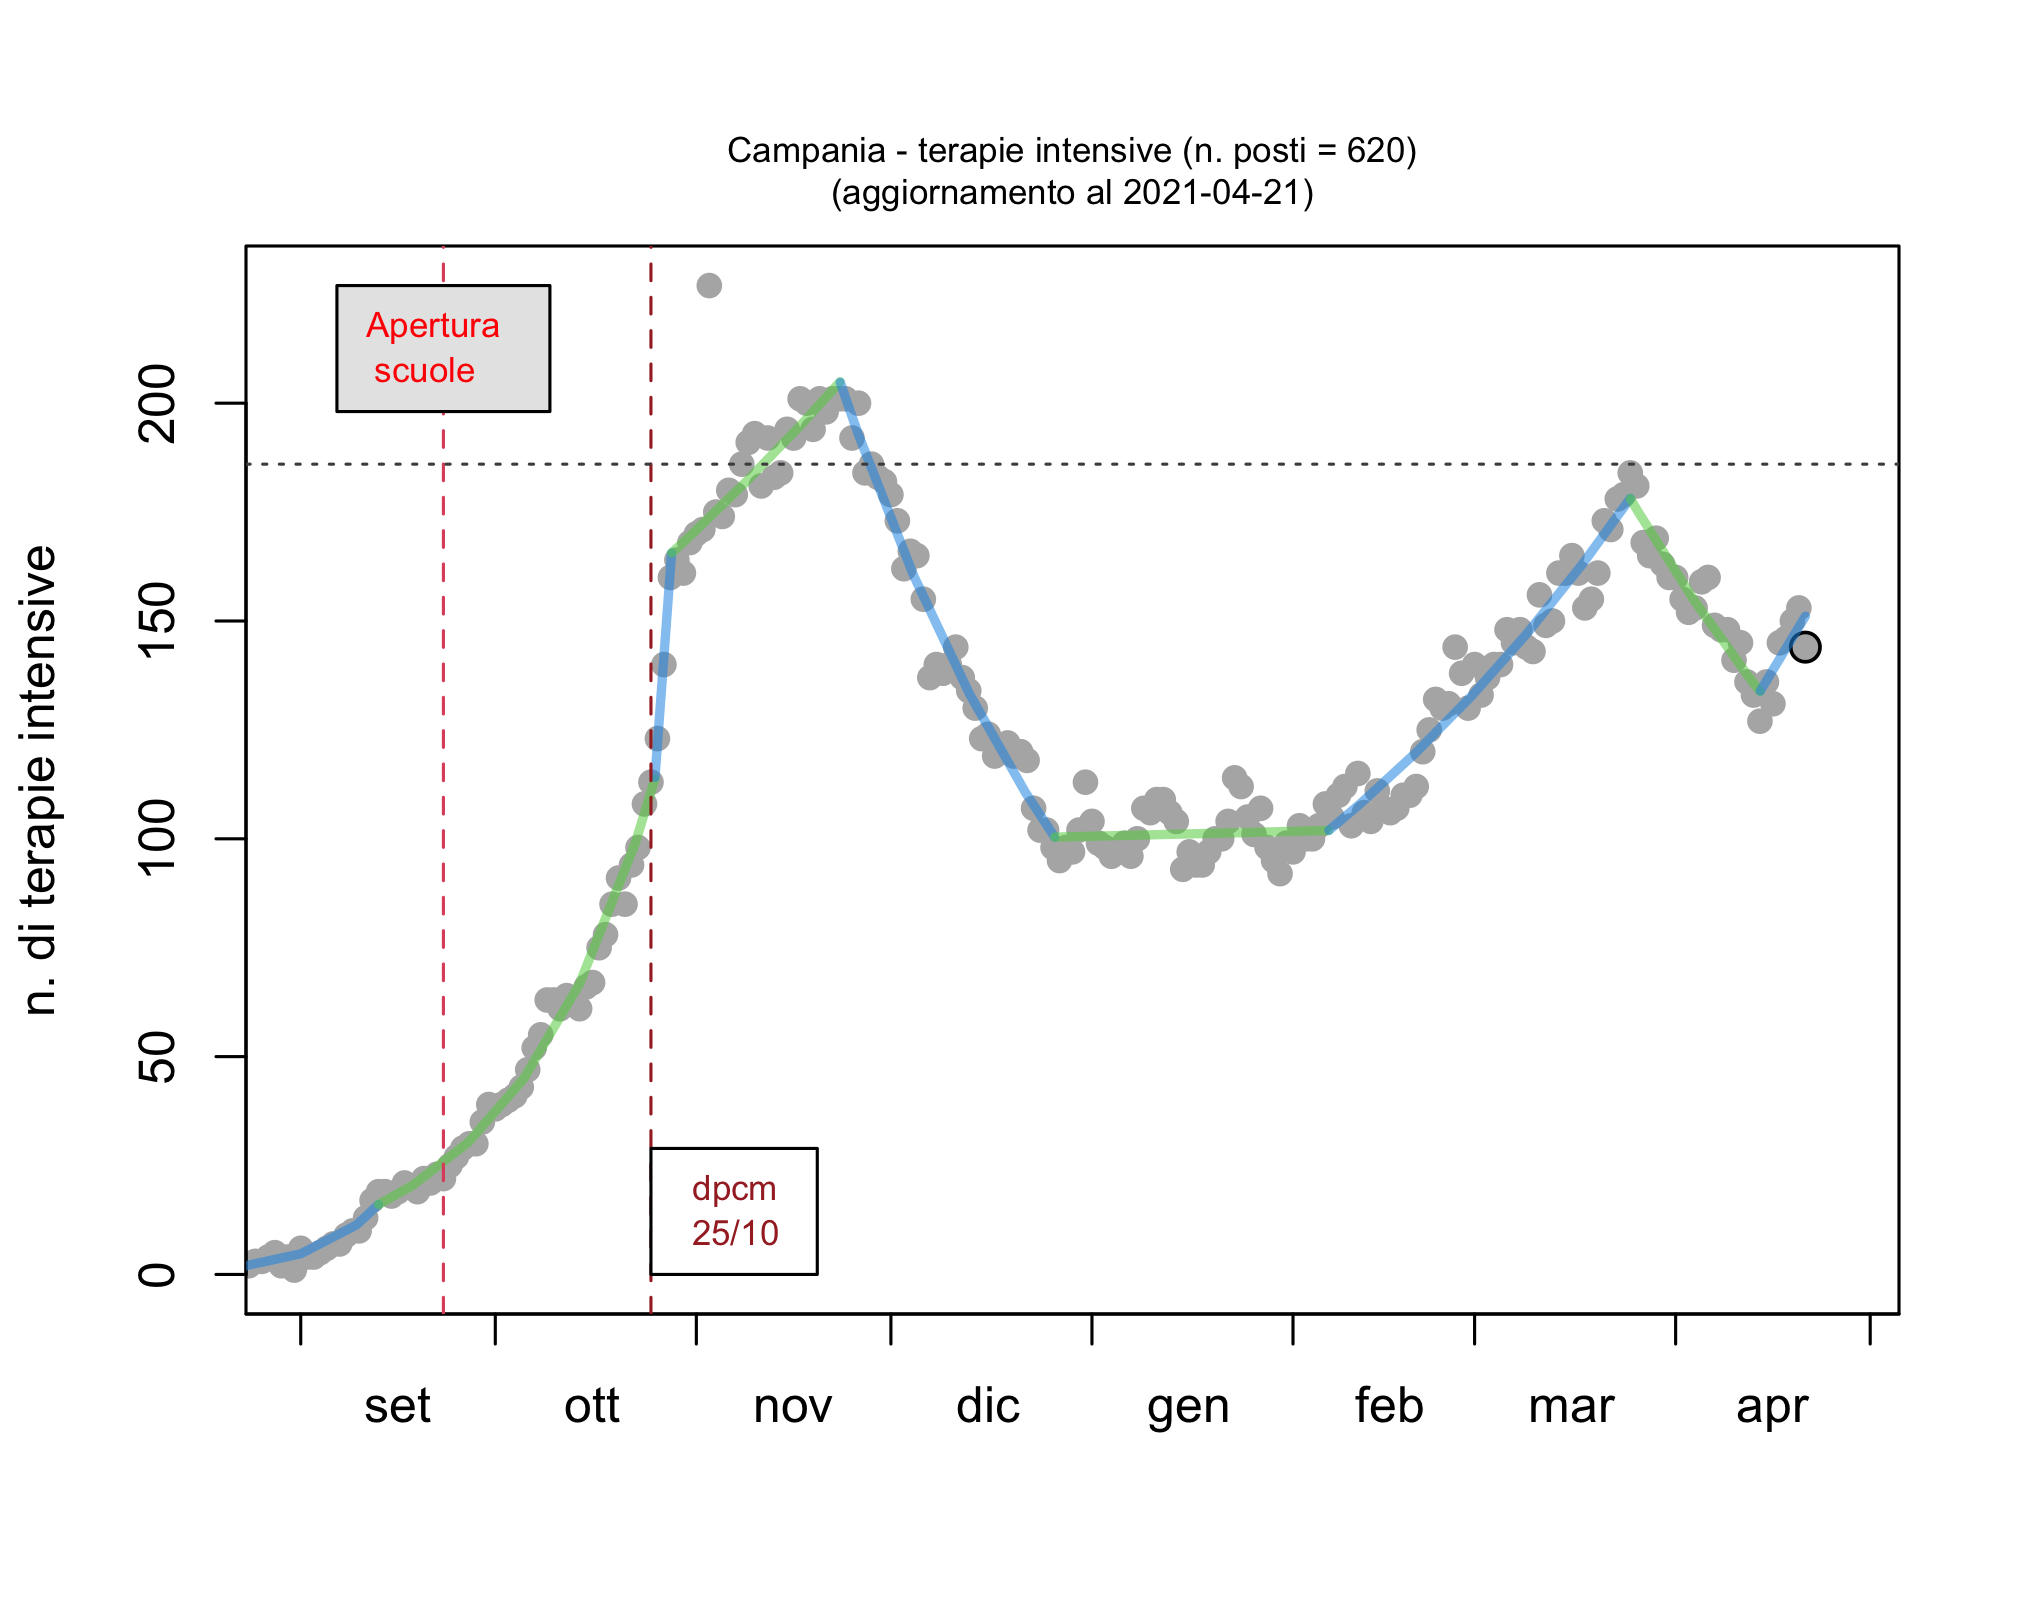 Campania - terapie intensive (n. posti = 620)
(aggiornamento al 2021-04-21)
Apertura
scuole
n. di terapie intensive
200
150
100
50
0
dpcm
25/10
set ott nov dic gen feb mar apr